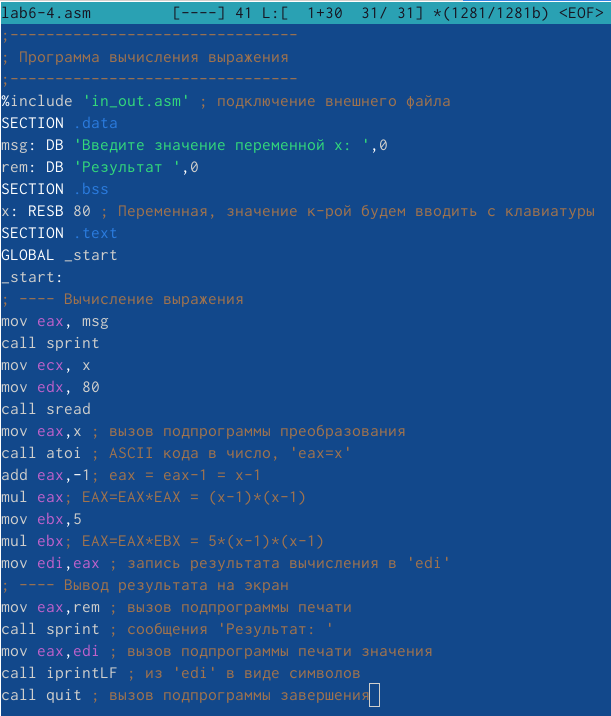 lab6-4.asm [----] 41 L:[ 1+30 31/ 31] *(1281/1281b) <EOF>
;--------------------------------
; Программа вычисления выражения
;--------------------------------
%include 'in_out.asm' ; подключение внешнего файла
SECTION .data
msg: DB 'Введите значение переменной x: ',0
rem: DB 'Результат ',0
SECTION .bss
x: RESB 80 ; Переменная, значение к-рой будем вводить с клавиатуры
SECTION .text
GLOBAL _start
_start:
; ---- Вычисление выражения
mov eax, msg
call sprint
mov ecx, x
mov edx, 80
call sread
mov eax,x ; вызов подпрограммы преобразования
call atoi ; ASCII кода в число, 'eax=x'
add eax,-1; eax = eax-1 = x-1
mul eax; EAX=EAX*EAX = (x-1)*(x-1)
mov ebx,5
mul ebx; EAX=EAX*EBX = 5*(x-1)*(x-1)
mov edi,eax ; запись результата вычисления в 'edi'
; ---- Вывод результата на экран
mov eax,rem ; вызов подпрограммы печати
call sprint ; сообщения 'Результат: '
mov eax,edi ; вызов подпрограммы печати значения
call iprintLF ; из 'edi' в виде символов
call quit ; вызов подпрограммы завершения